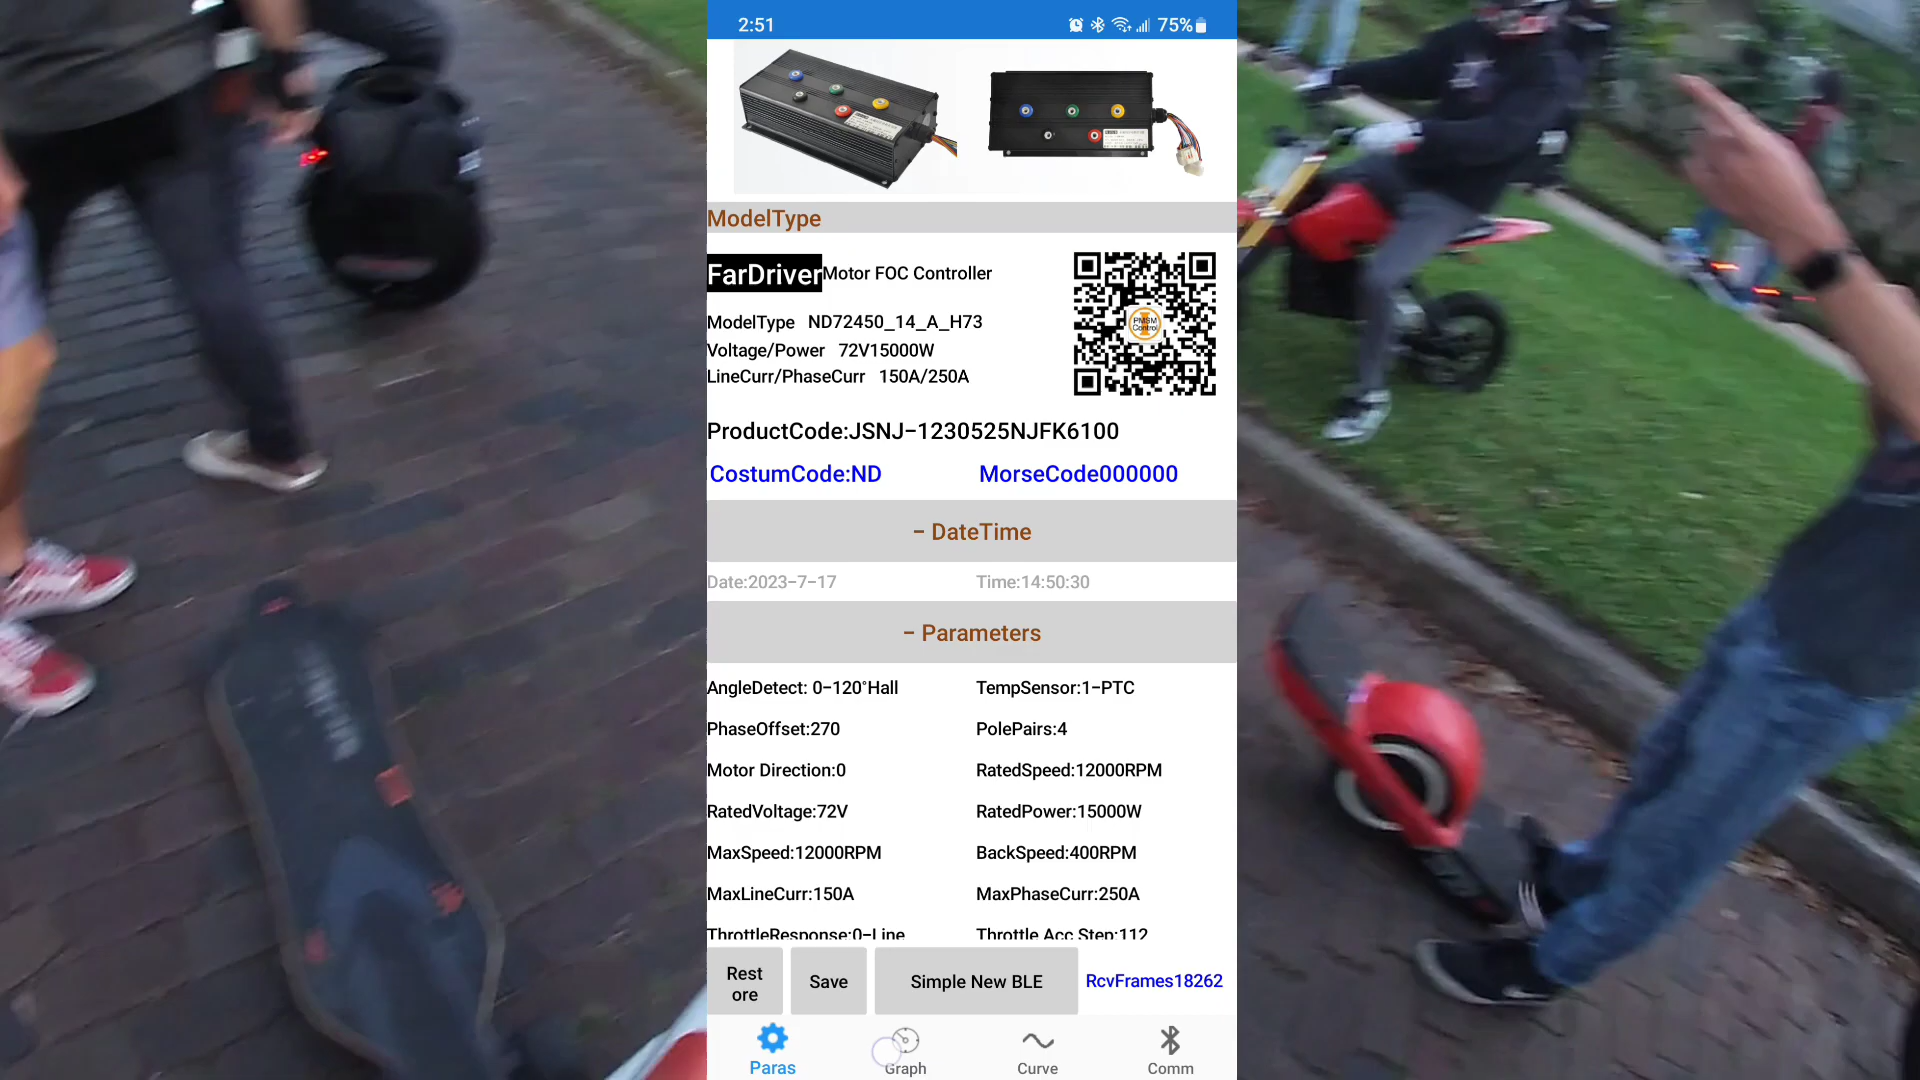 2:51
75%
ModelType
FarDriver Motor FOC Controller
PMSM
Control
ModelType ND72450_14_A_H73
Voltage/Power 72V15000W
LineCurr/PhaseCurr 150A/250A
ProductCode:JSNJ-1230525NJFK6100
CostumCode:ND MorseCode000000
- DateTime
Date:2023-7-17 Time:14:50:30
- Parameters
AngleDetect: 0-120°Hall TempSensor:1-PTC
PhaseOffset:270 PolePairs:4
Motor Direction:0 RatedSpeed:12000RPM
RatedVoltage:72V RatedPower:15000W
MaxSpeed:12000RPM BackSpeed:400RPM
MaxLineCurr:150A MaxPhaseCurr:250A
ThrottleResponse:0-Line Throttle Acc Step:112
Rest
ore
Save
Simple New BLE
RcvFrames18262
Paras Graph Curve Comm